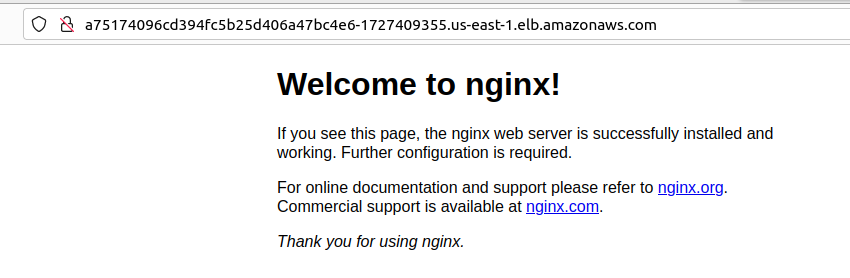 a75174096cd394fc5b25d406a47bc4e6-1727409355.us-east-1.elb.amazonaws.com
Welcome to nginx!
If you see this page, the nginx web server is successfully installed and
working. Further configuration is required.
For online documentation and support please refer to nginx.org.
Commercial support is available at nginx.com.
Thank you for using nginx.